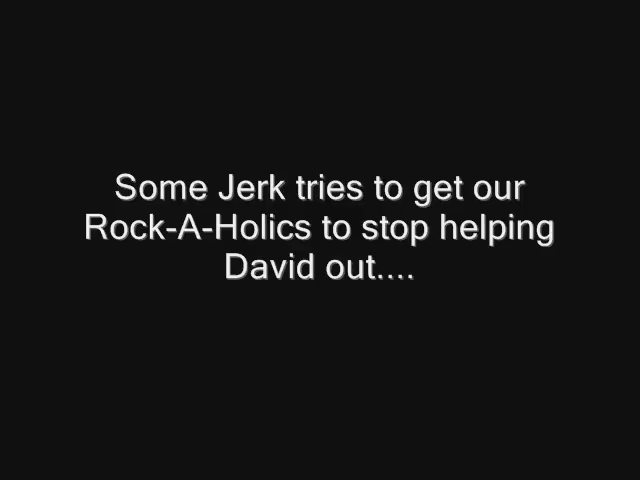 Some Jerk tries to get our
Rock-A-Holics to stop helping
David out....